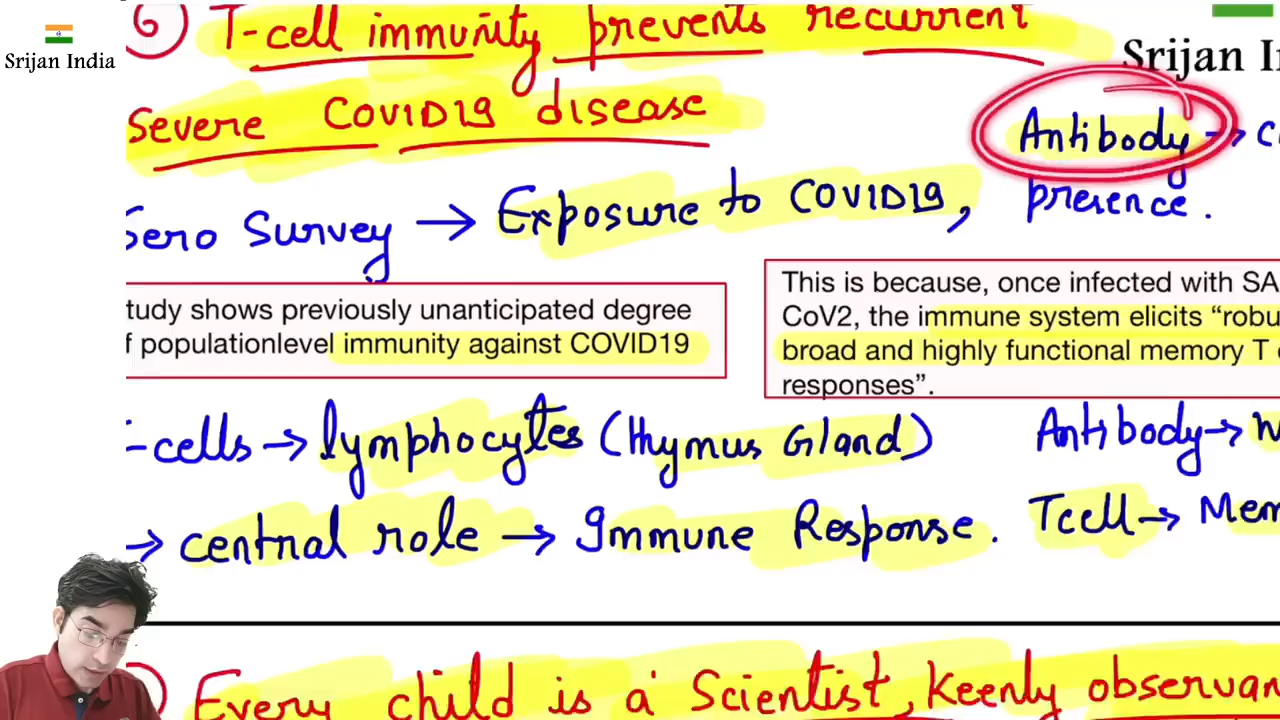 6) T-cell immunity prevents recurrent
Severe COVID19 disease
Srijan India
Srijan I
Antibody →
presence.
Sero Survey → Exposure to COVID19,
tudy shows previously unanticipated degree
f populationlevel immunity against COVID19
This is because, once infected with SA
CoV2, the immune system elicits “robu
broad and highly functional memory T
responses”.
-cells → lymphocytes (Thymus Gland)
→ central role → Immune Response.
Antibody →
Tcell → Mem
) Every child is a Scientist, Keenly observan